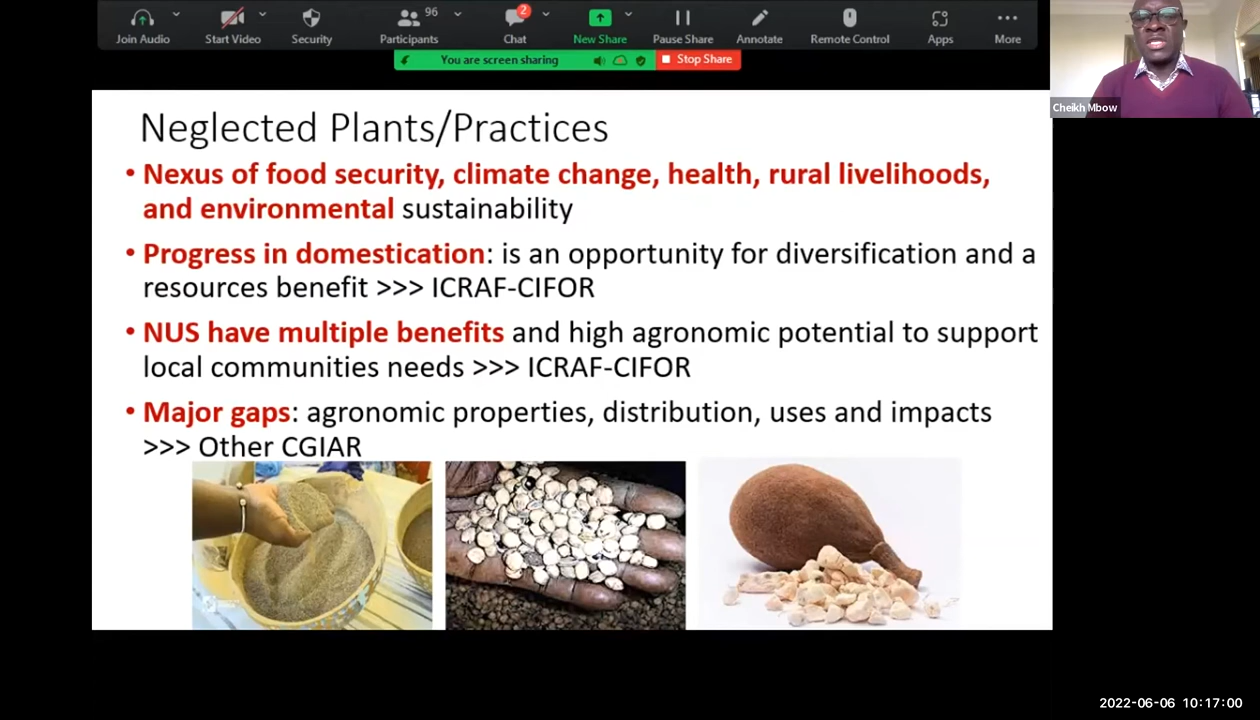 96
2
Join Audio
Start Video
Security
Participants
Chat
New Share
Pause Share
Annotate
Remote Control
Apps
More
You are screen sharing
Stop Share
Cheikh Mbow
Neglected Plants/Practices
• Nexus of food security, climate change, health, rural livelihoods,
and environmental sustainability
• Progress in domestication: is an opportunity for diversification and a
resources benefit >>> ICRAF-CIFOR
• NUS have multiple benefits and high agronomic potential to support
local communities needs >>> ICRAF-CIFOR
• Major gaps: agronomic properties, distribution, uses and impacts
>>> Other CGIAR
2022-06-06 10:17:00